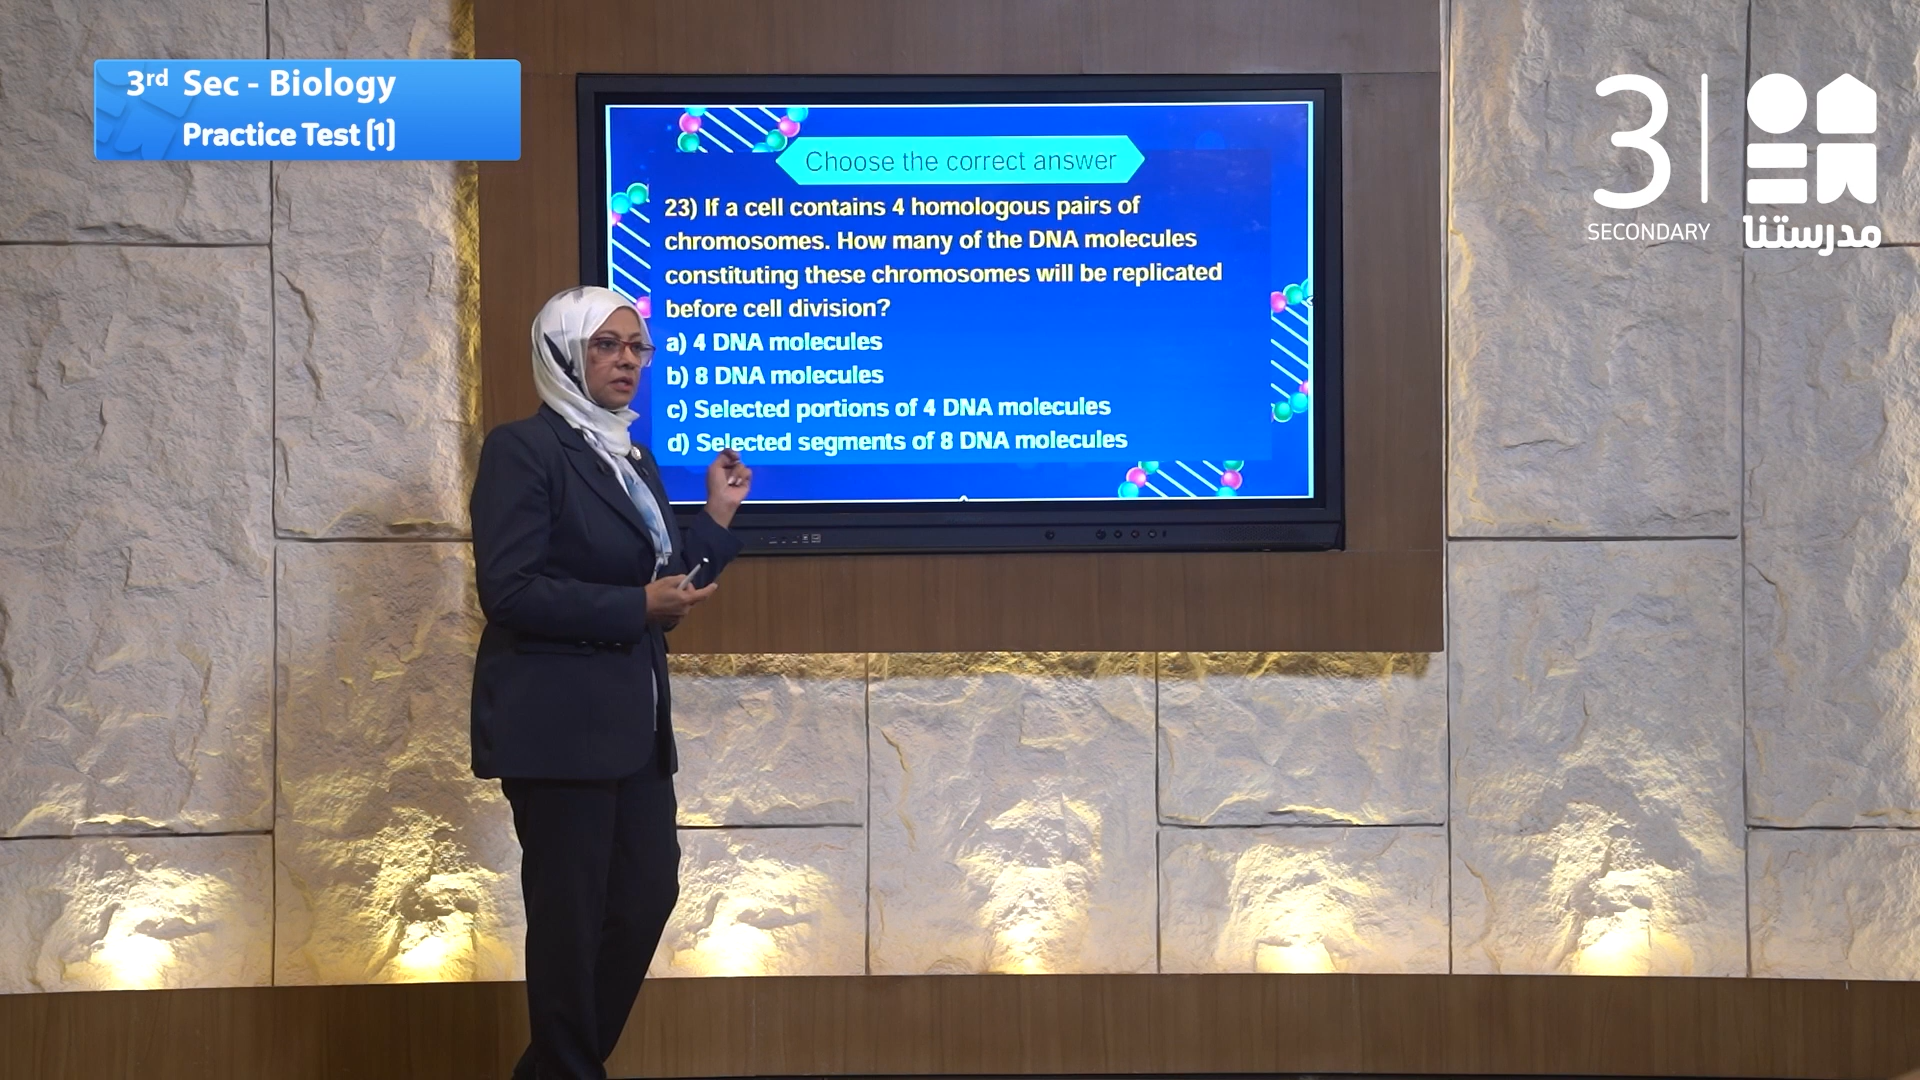 3rd Sec - Biology
Practice Test [1]
Choose the correct answer
23) If a cell contains 4 homologous pairs of
chromosomes. How many of the DNA molecules
constituting these chromosomes will be replicated
before cell division?
a) 4 DNA molecules
b) 8 DNA molecules
c) Selected portions of 4 DNA molecules
d) Selected segments of 8 DNA molecules
3
SECONDARY
مدرستنا